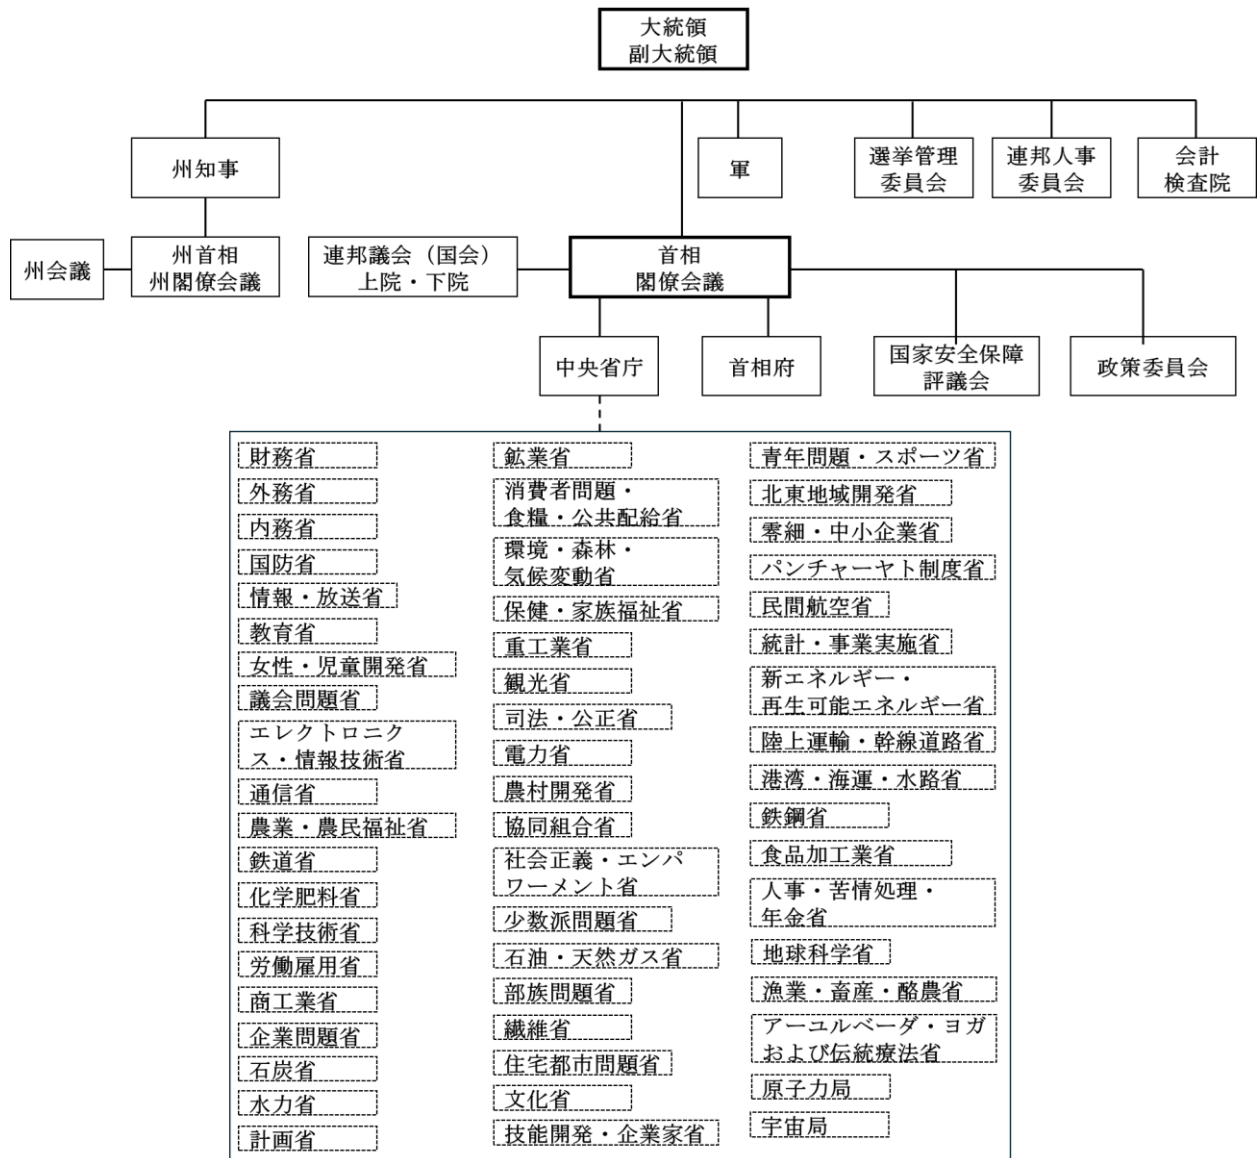 大統領
副大統領
州知事
軍
選挙管理
委員会
連邦人事
委員会
会計
検査院
州会議
州首相
州閣僚会議
連邦議会（国会）
上院・下院
首相
閣僚会議
中央省庁
首相府
国家安全保障
評議会
政策委員会
財務省
外務省
内務省
国防省
情報・放送省
教育省
女性・児童開発省
議会問題省
エレクトロニク
ス・情報技術省
通信省
農業・農民福祉省
鉄道省
化学肥料省
科学技術省
労働雇用省
商工業省
企業問題省
石炭省
水力省
計画省
鉱業省
消費者問題・
食糧・公共配給省
環境・森林・
気候変動省
保健・家族福祉省
重工業省
観光省
司法・公正省
電力省
農村開発省
協同組合省
社会正義・エンパ
ワーメント省
少数派問題省
石油・天然ガス省
部族問題省
繊維省
住宅都市問題省
文化省
技能開発・企業家省
青年問題・スポーツ省
北東地域開発省
零細・中小企業省
パンチャーヤト制度省
民間航空省
統計・事業実施省
新エネルギー・
再生可能エネルギー省
陸上運輸・幹線道路省
港湾・海運・水路省
鉄鋼省
食品加工業省
人事・苦情処理・
年金省
地球科学省
漁業・畜産・酪農省
アーユルベーダ・ヨガ
および伝統療法省
原子力局
宇宙局